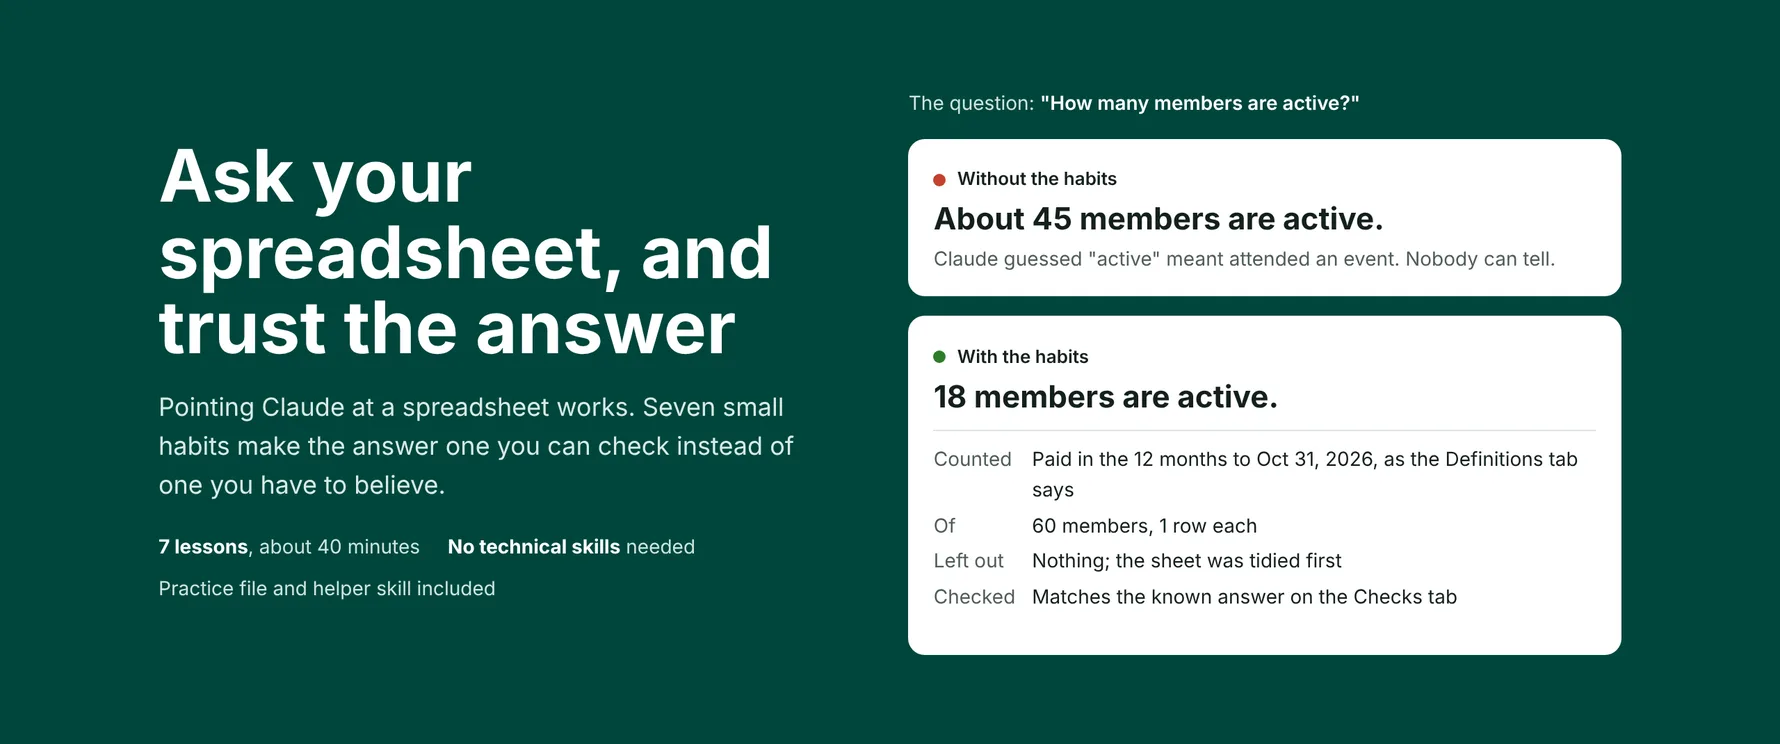 Ask your
spreadsheet, and
trust the answer
Pointing Claude at a spreadsheet works. Seven small
habits make the answer one you can check instead of
one you have to believe.
7 lessons, about 40 minutes No technical skills needed
Practice file and helper skill included
The question: "How many members are active?"
Without the habits
About 45 members are active.
Claude guessed "active" meant attended an event. Nobody can tell.
With the habits
18 members are active.
Counted Paid in the 12 months to Oct 31, 2026, as the Definitions tab
says
Of 60 members, 1 row each
Left out Nothing; the sheet was tidied first
Checked Matches the known answer on the Checks tab